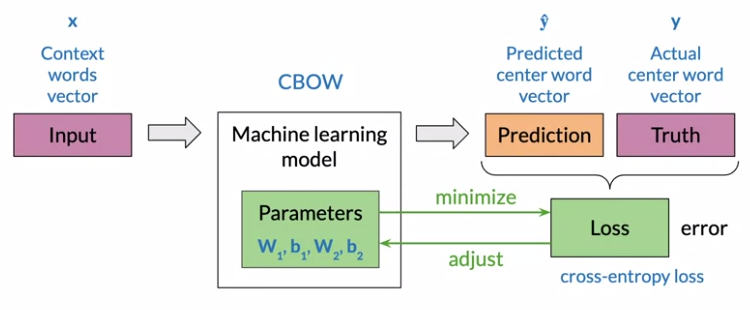 x
Context
words
vector
Input
CBOW
Machine learning
model
Parameters
W₁, b₁, W₂, b₂
ŷ
Predicted
center word
vector
Prediction
y
Actual
center word
vector
Truth
minimize
adjust
Loss
error
cross-entropy loss